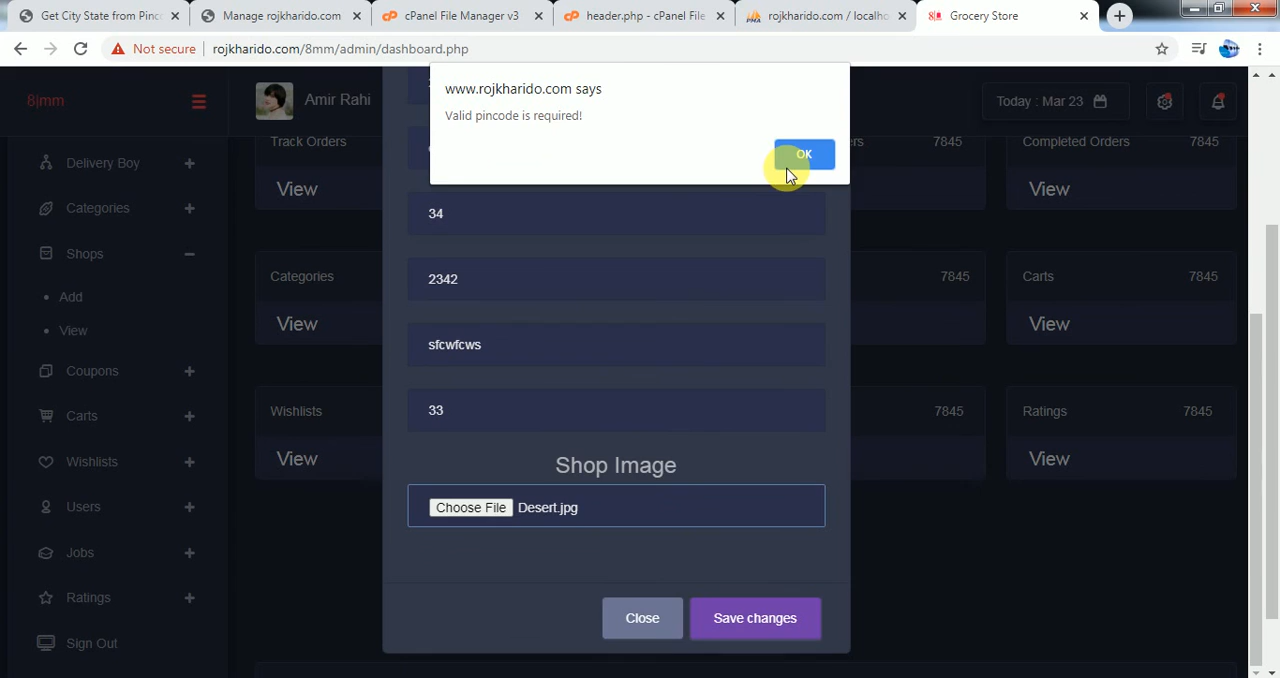 Get City State from Pinc
Manage rojkharido.com
cPanel File Manager v3
header.php - cPanel File
rojkharido.com / localho
Grocery Store
Not secure
rojkharido.com/8mm/admin/dashboard.php
www.rojkharido.com says
Valid pincode is required!
OK
8|mm
Amir Rahi
Today : Mar 23
Track Orders
7845
Completed Orders
7845
View
View
Delivery Boy
Categories
Shops
Add
View
Coupons
Carts
Wishlists
Users
Jobs
Ratings
Sign Out
Categories
7845
Carts
7845
View
View
Wishlists
7845
Ratings
7845
View
View
34
2342
sfcwfcws
33
Shop Image
Choose File Desert.jpg
Close
Save changes